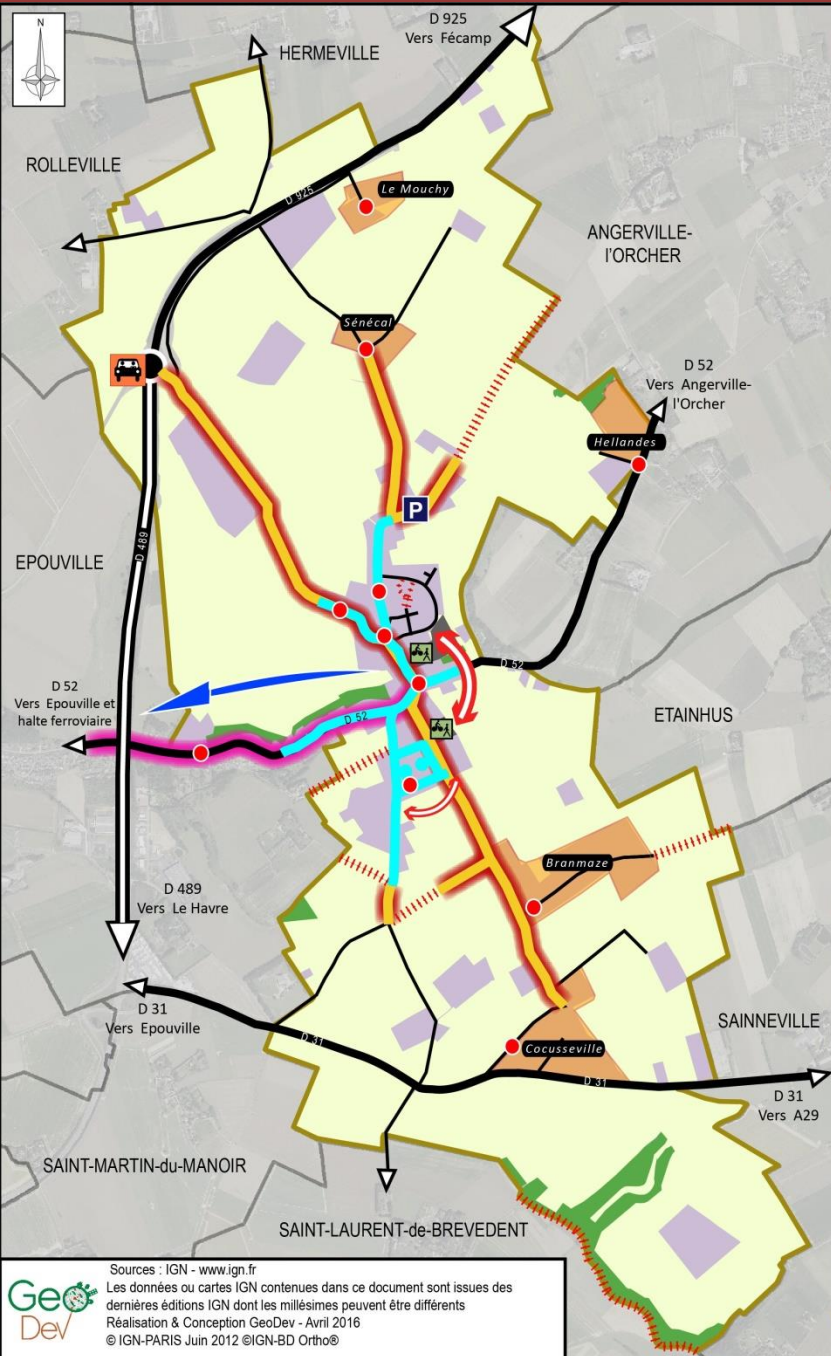 N
D 925
Vers Fécamp
HERMEVILLE
ROLLEVILLE
D 925
Le Mouchy
ANGERVILLE-
l'ORCHER
Sénécal
D 52
Vers Angerville-
l'Orcher
Hellandes
P
EPOUVILLE
D 489
D 52
Vers Epouville et
halte ferroviaire
D 52
D 52
ETAINHUS
Branmaze
D 489
Vers Le Havre
D 31
Vers Epouville
D 31
SAINNEVILLE
Cocusseville
D 31
D 31
Vers A29
SAINT-MARTIN-du-MANOIR
SAINT-LAURENT-de-BREVEDENT
Geo
Dev
Sources : IGN - www.ign.fr
Les données ou cartes IGN contenues dans ce document sont issues des
dernières éditions IGN dont les millésimes peuvent être différents
Réalisation & Conception GeoDev - Avril 2016
© IGN-PARIS Juin 2012 ©IGN-BD Ortho®